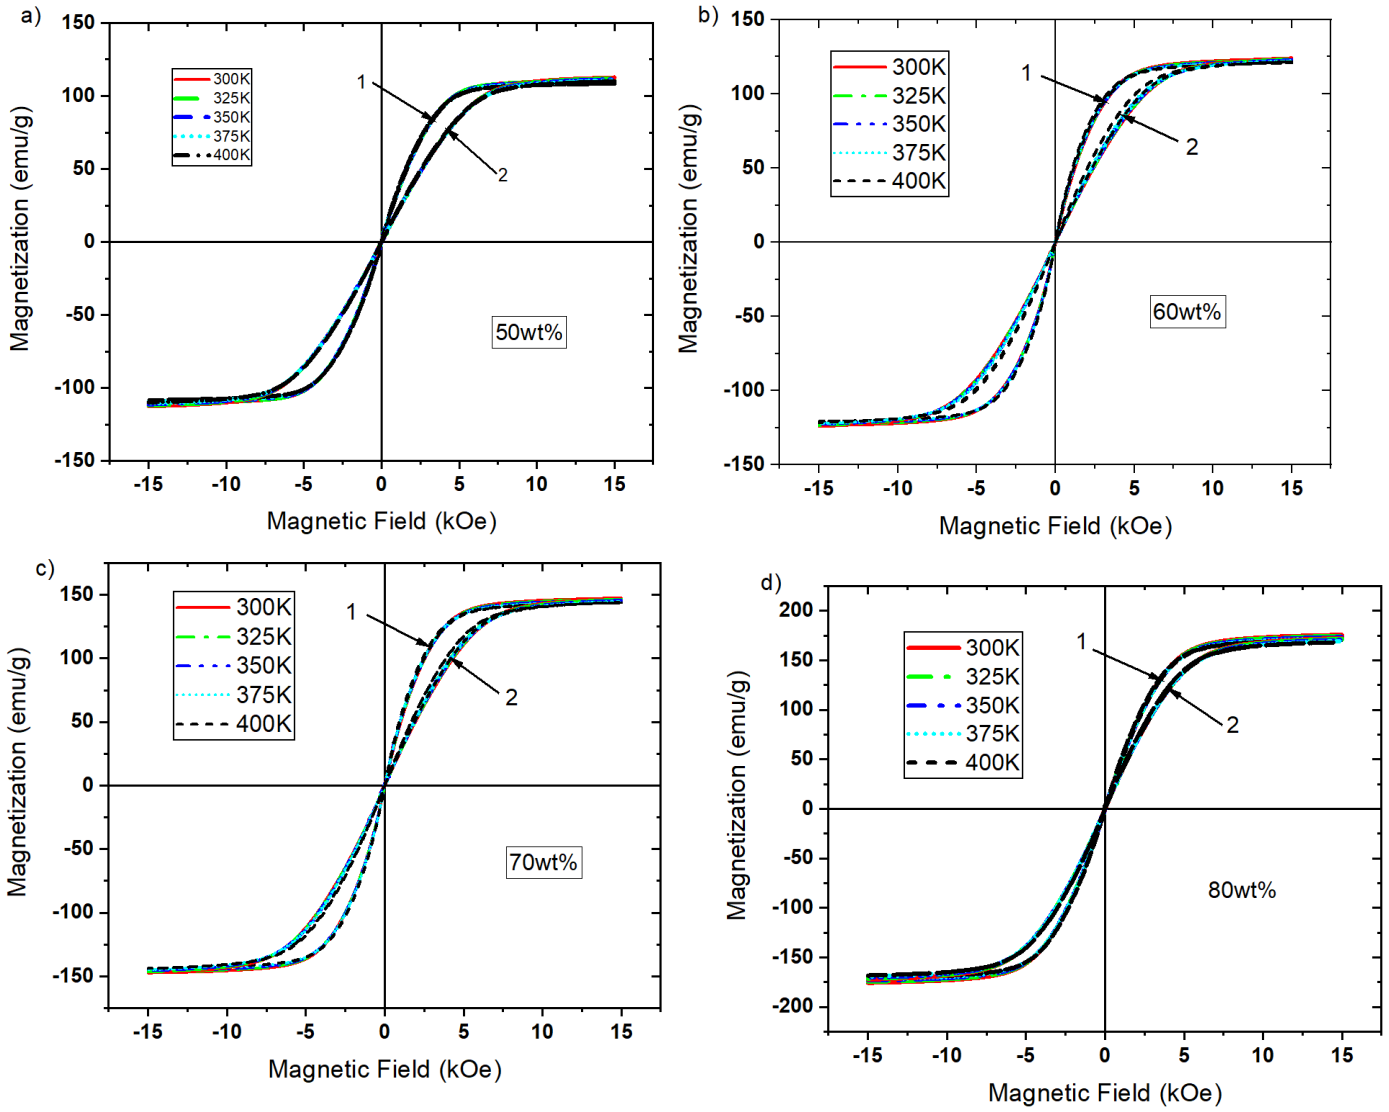 a)
Magnetization (emu/g)
150
100
50
0
-50
-100
-150
300K
325K
350K
375K
400K
1
2
50wt%
-15 -10 -5 0 5 10 15
Magnetic Field (kOe)
b)
Magnetization (emu/g)
150
100
50
0
-50
-100
-150
300K
325K
350K
375K
400K
1
2
60wt%
-15 -10 -5 0 5 10 15
Magnetic Field (kOe)
c)
Magnetization (emu/g)
150
100
50
0
-50
-100
-150
300K
325K
350K
375K
400K
1
2
70wt%
-15 -10 -5 0 5 10 15
Magnetic Field (kOe)
d)
Magnetization (emu/g)
200
150
100
50
0
-50
-100
-150
-200
300K
325K
350K
375K
400K
1
2
80wt%
-15 -10 -5 0 5 10 15
Magnetic Field (kOe)